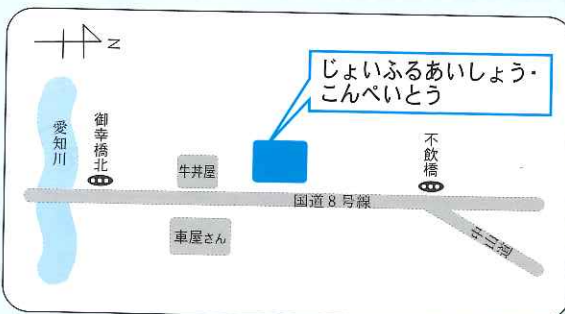 N
じょいふるあいしょう・
こんぺいとう
愛知川
御幸橋北
牛丼屋
不飲橋
国道8号線
車屋さん
中山道